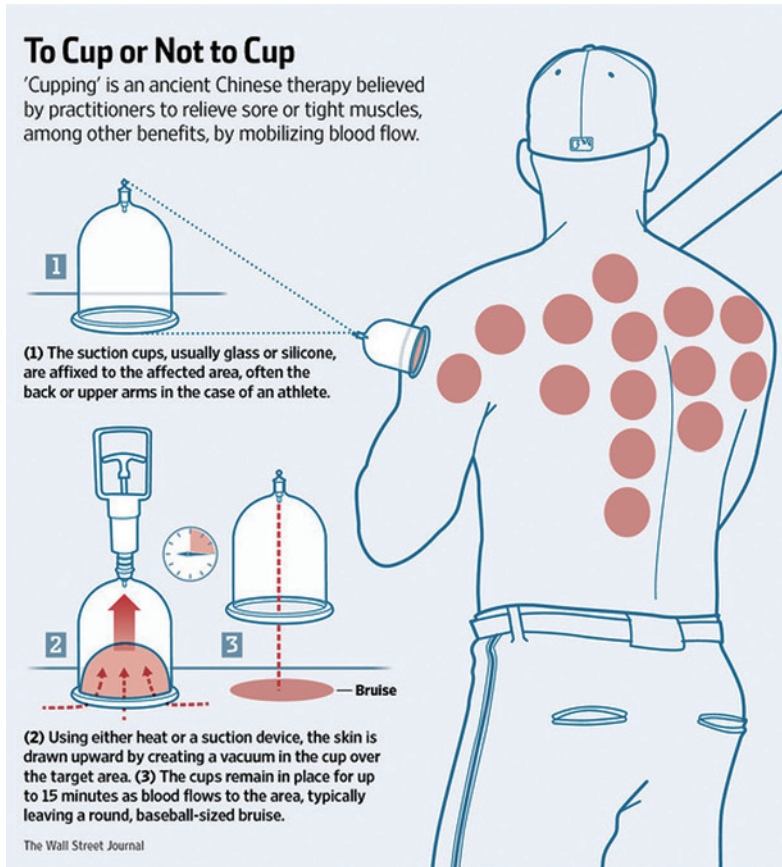 To Cup or Not to Cup
'Cupping' is an ancient Chinese therapy believed
by practitioners to relieve sore or tight muscles,
among other benefits, by mobilizing blood flow.
1
(1) The suction cups, usually glass or silicone,
are affixed to the affected area, often the
back or upper arms in the case of an athlete.
2
3
Bruise
(2) Using either heat or a suction device, the skin is
drawn upward by creating a vacuum in the cup over
the target area. (3) The cups remain in place for up
to 15 minutes as blood flows to the area, typically
leaving a round, baseball-sized bruise.
The Wall Street Journal